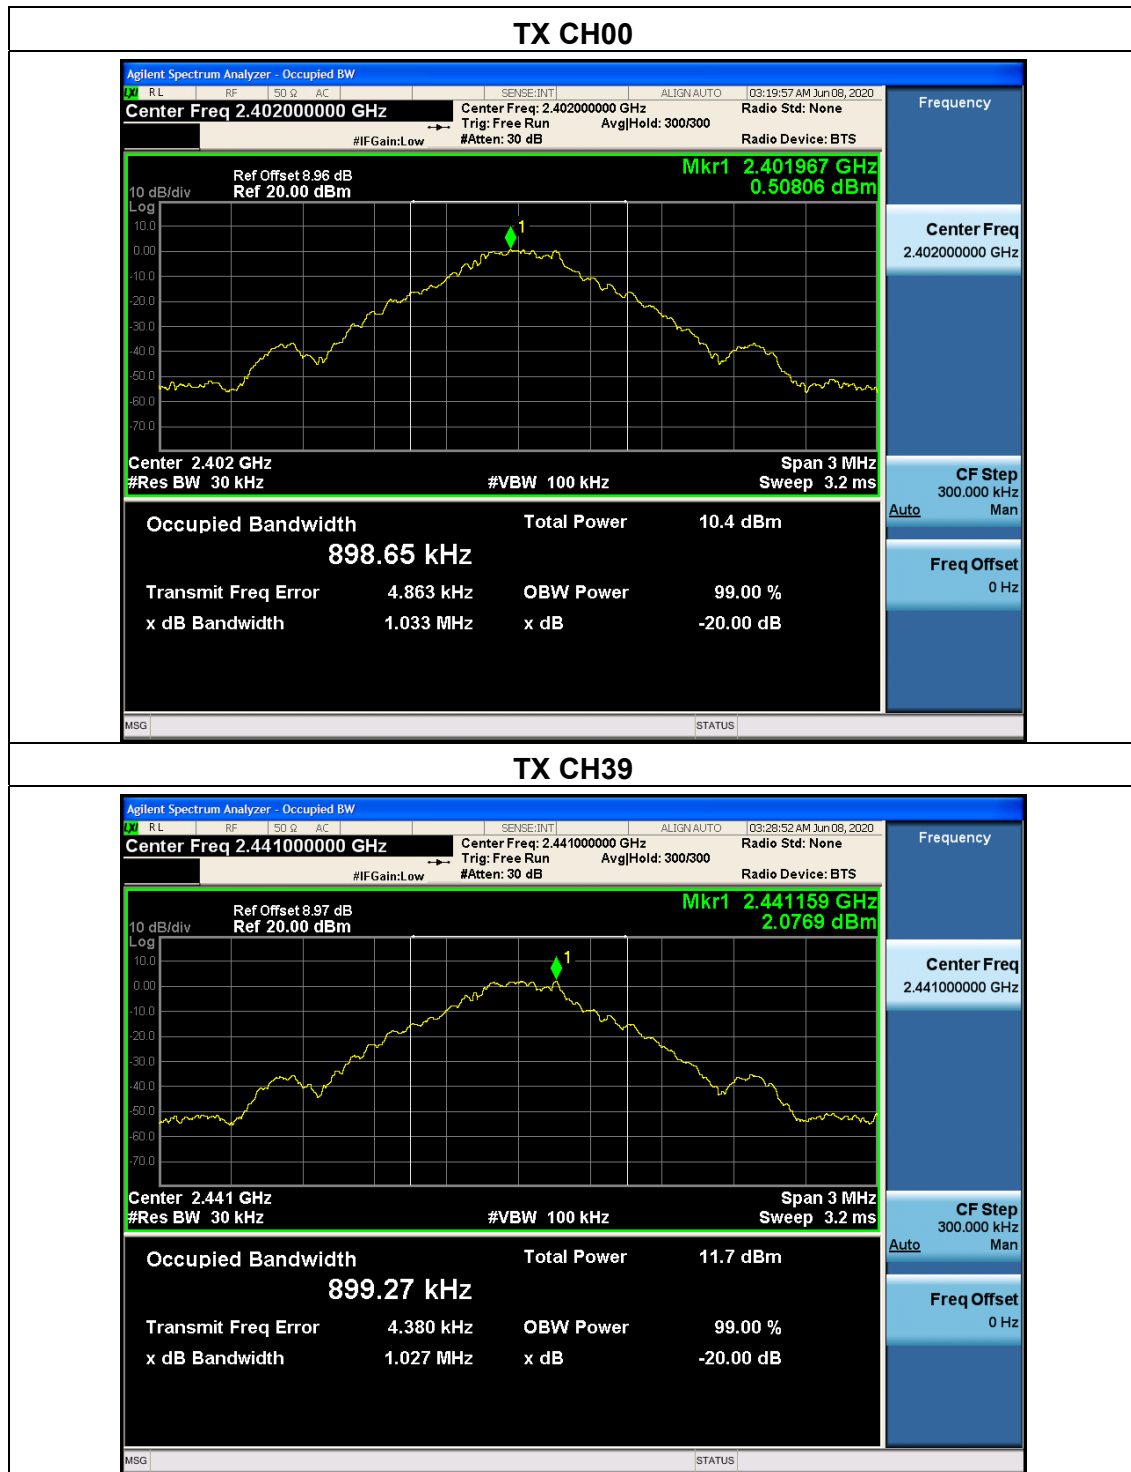 TX CH00
Agilent Spectrum Analyzer - Occupied BW
LXI RL RF 50 Ω AC SENSE:INT ALIGN AUTO 03:19:57 AM Jun 08, 2020
Center Freq 2.402000000 GHz Center Freq: 2.402000000 GHz Radio Std: None Frequency
Trig: Free Run Avg|Hold: 300/300
#IFGain:Low #Atten: 30 dB Radio Device: BTS
Mkr1 2.401967 GHz
Ref Offset 8.96 dB 0.50806 dBm
10 dB/div Ref 20.00 dBm
Log
10.0
1
0.00
-10.0
-20.0
-30.0
-40.0
-50.0
-60.0
-70.0
Center Freq
2.402000000 GHz
Center 2.402 GHz Span 3 MHz
#Res BW 30 kHz #VBW 100 kHz Sweep 3.2 ms
CF Step
300.000 kHz
Auto Man
Occupied Bandwidth Total Power 10.4 dBm
898.65 kHz
Freq Offset
0 Hz
Transmit Freq Error 4.863 kHz OBW Power 99.00 %
x dB Bandwidth 1.033 MHz x dB -20.00 dB
MSG STATUS
TX CH39
Agilent Spectrum Analyzer - Occupied BW
LXI RL RF 50 Ω AC SENSE:INT ALIGN AUTO 03:28:52 AM Jun 08, 2020
Center Freq 2.441000000 GHz Center Freq: 2.441000000 GHz Radio Std: None Frequency
Trig: Free Run Avg|Hold: 300/300
#IFGain:Low #Atten: 30 dB Radio Device: BTS
Mkr1 2.441159 GHz
Ref Offset 8.97 dB 2.0769 dBm
10 dB/div Ref 20.00 dBm
Log
10.0
1
0.00
-10.0
-20.0
-30.0
-40.0
-50.0
-60.0
-70.0
Center Freq
2.441000000 GHz
Center 2.441 GHz Span 3 MHz
#Res BW 30 kHz #VBW 100 kHz Sweep 3.2 ms
CF Step
300.000 kHz
Auto Man
Occupied Bandwidth Total Power 11.7 dBm
899.27 kHz
Freq Offset
0 Hz
Transmit Freq Error 4.380 kHz OBW Power 99.00 %
x dB Bandwidth 1.027 MHz x dB -20.00 dB
MSG STATUS